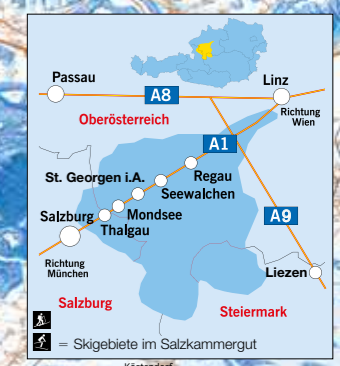 Passau
Linz
A8
Oberösterreich
Richtung
Wien
A1
St. Georgen i.A.
Regau
Seewalchen
Mondsee
Salzburg
Thalgau
A9
Richtung
München
Liezen
Salzburg
Steiermark
= Skigebiete im Salzkammergut